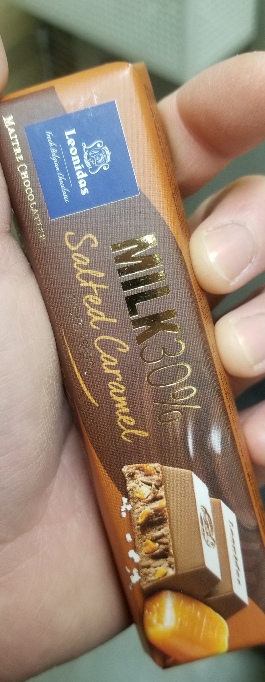 Leonidas
Fresh Belgian Chocolates
MAITRE CHOCOLATIER
MILK 30%
Salted Caramel